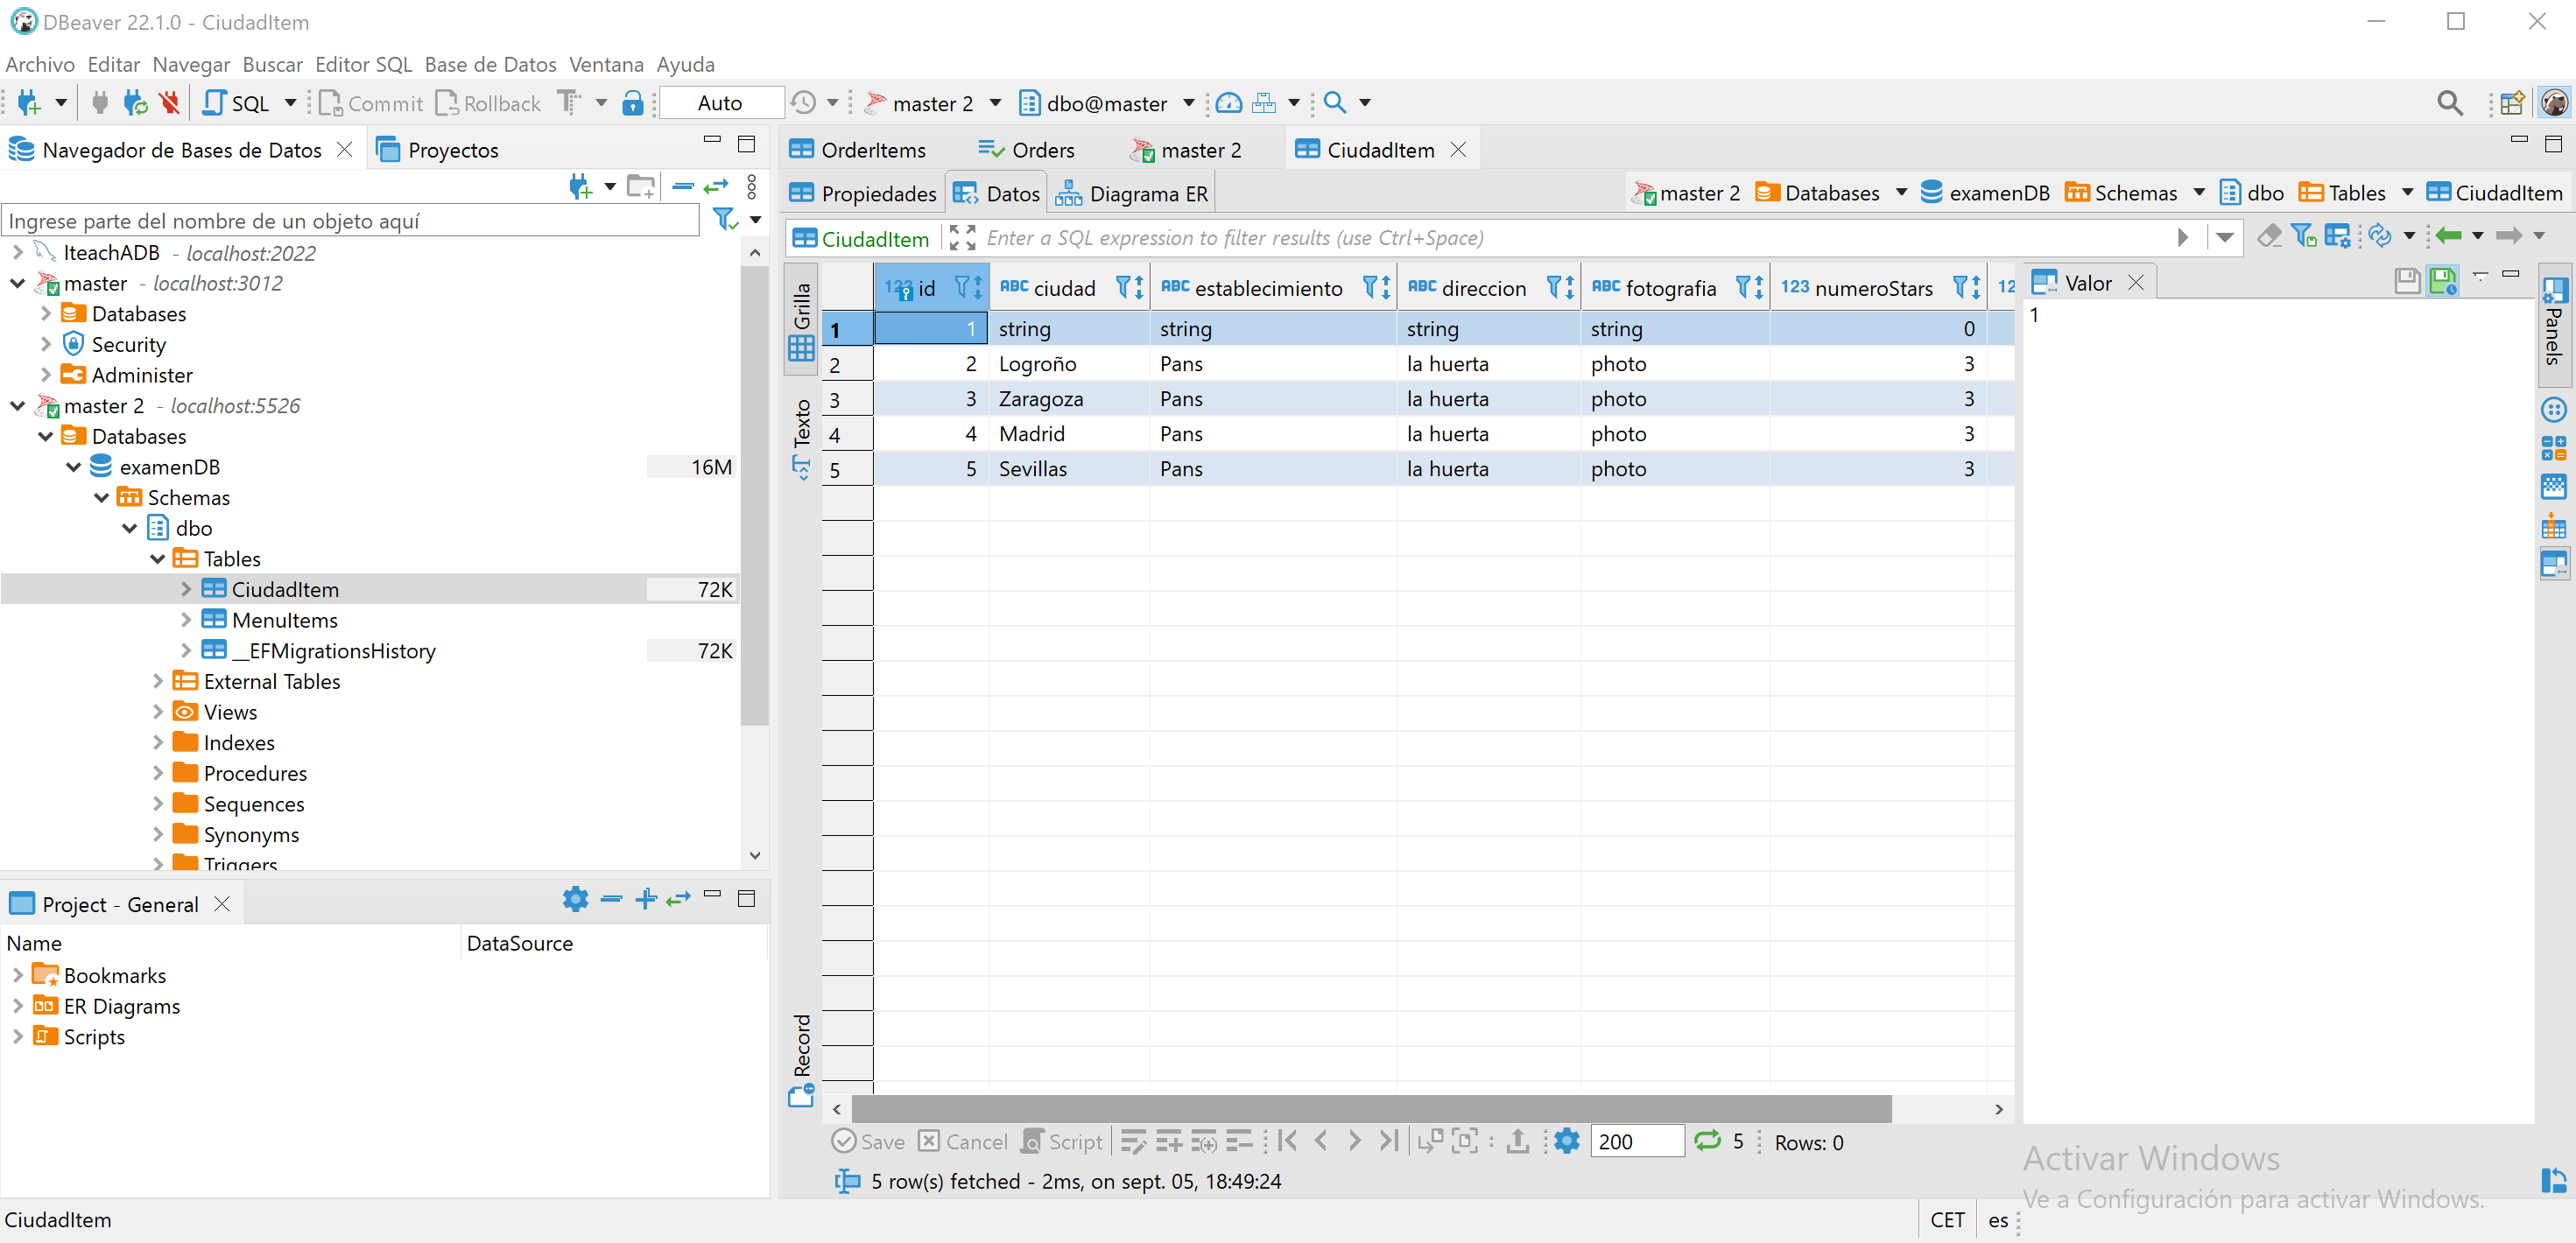 DBeaver 22.1.0 - CiudadItem
Archivo Editar Navegar Buscar Editor SQL Base de Datos Ventana Ayuda
SQL Commit Rollback Auto master 2 dbo@master
Navegador de Bases de Datos Proyectos
OrderItems Orders master 2 CiudadItem
Propiedades Datos Diagrama ER master 2 Databases examenDB Schemas dbo Tables CiudadItem
Ingrese parte del nombre de un objeto aquí
CiudadItem Enter a SQL expression to filter results (use Ctrl+Space)
IteachADB - localhost:2022
master - localhost:3012
Databases
Security
Administer
master 2 - localhost:5526
Databases
examenDB 16M
Schemas
dbo
Tables
CiudadItem 72K
MenuItems
__EFMigrationsHistory 72K
External Tables
Views
Indexes
Procedures
Sequences
Synonyms
Triggers
Project - General
Name DataSource
Bookmarks
ER Diagrams
Scripts
Grilla
Texto
Record
123 id ABC ciudad ABC establecimiento ABC direccion ABC fotografia 123 numeroStars 12
1 1 string string string string 0
2 2 Logroño Pans la huerta photo 3
3 3 Zaragoza Pans la huerta photo 3
4 4 Madrid Pans la huerta photo 3
5 5 Sevillas Pans la huerta photo 3
Valor
1
Panels
Save Cancel Script 200 5 Rows: 0
5 row(s) fetched - 2ms, on sept. 05, 18:49:24
Activar Windows
Ve a Configuración para activar Windows.
CiudadItem CET es